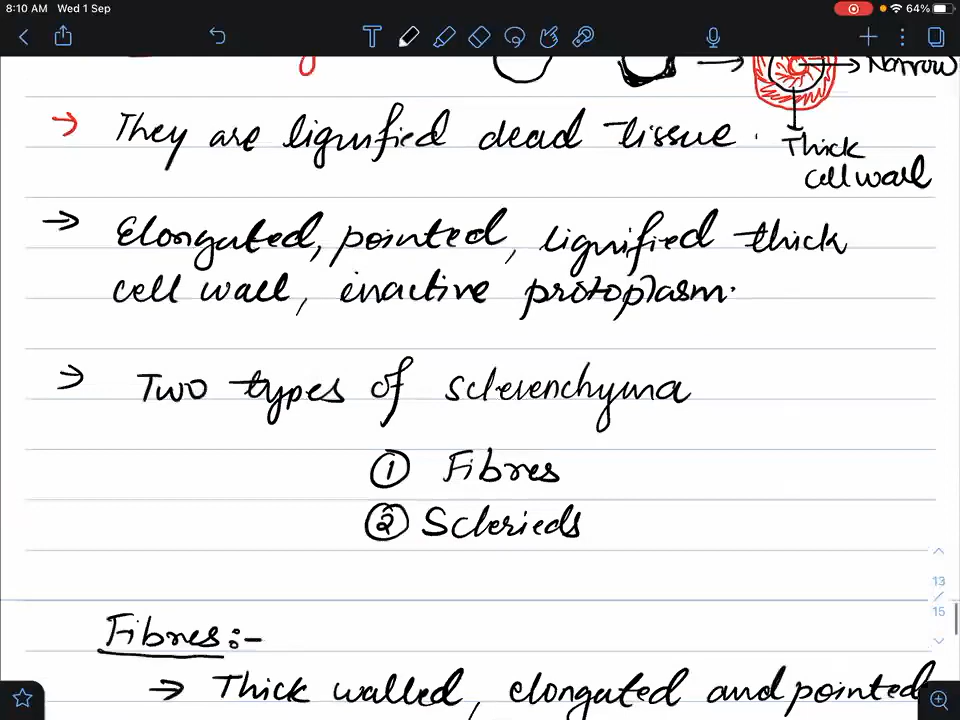 8:10 AM Wed 1 Sep
64%
T
→ Narrow
→ They are lignified dead tissue.
Thick
cell wall
→ Elongated, pointed, lignified thick
cell wall, inactive protoplasm.
→ Two types of sclerenchyma
① Fibres
② Sclerieds
13
/
15
Fibres:-
→ Thick walled, elongated and pointed